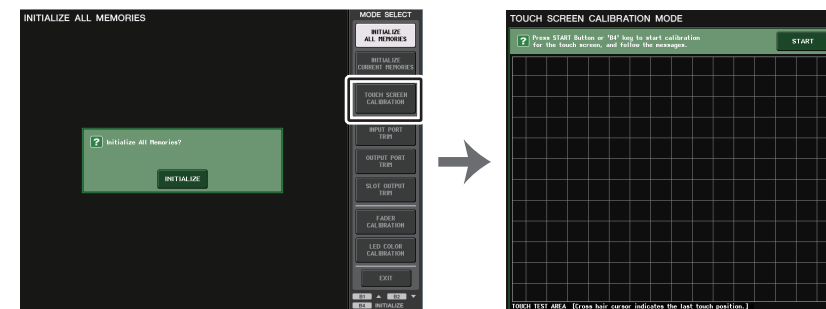 INITIALIZE ALL MEMORIES
MODE SELECT
INITIALIZE
ALL MEMORIES
INITIALIZE
CURRENT MEMORIES
TOUCH SCREEN
CALIBRATION
INPUT PORT
TRIM
OUTPUT PORT
TRIM
SLOT OUTPUT
TRIM
FADER
CALIBRATION
LED COLOR
CALIBRATION
EXIT
B1 ▲ B2 ▼
B4 INITIALIZE
? Initialize All Memories?
INITIALIZE
TOUCH SCREEN CALIBRATION MODE
? Press START Button or 'B4' key to start calibration
for the touch screen, and follow the messages.
START
TOUCH TEST AREA [Cross hair cursor indicates the last touch position.]